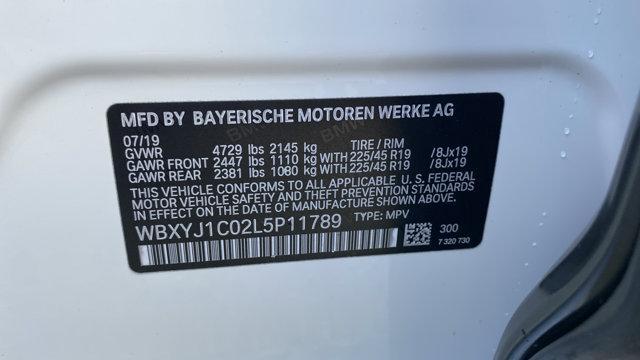 MFD BY BAYERISCHE MOTOREN WERKE AG
07/19
GVWR 4729 lbs 2145 kg TIRE / RIM
GAWR FRONT 2447 lbs 1110 kg WITH 225/45 R19 /8Jx19
GAWR REAR 2381 lbs 1080 kg WITH 225/45 R19 /8Jx19
THIS VEHICLE CONFORMS TO ALL APPLICABLE U. S. FEDERAL
MOTOR VEHICLE SAFETY AND THEFT PREVENTION STANDARDS
IN EFFECT ON THE DATE OF MANUFACTURE SHOWN ABOVE.
WBXYJ1C02L5P11789 TYPE: MPV
300
7 320 730